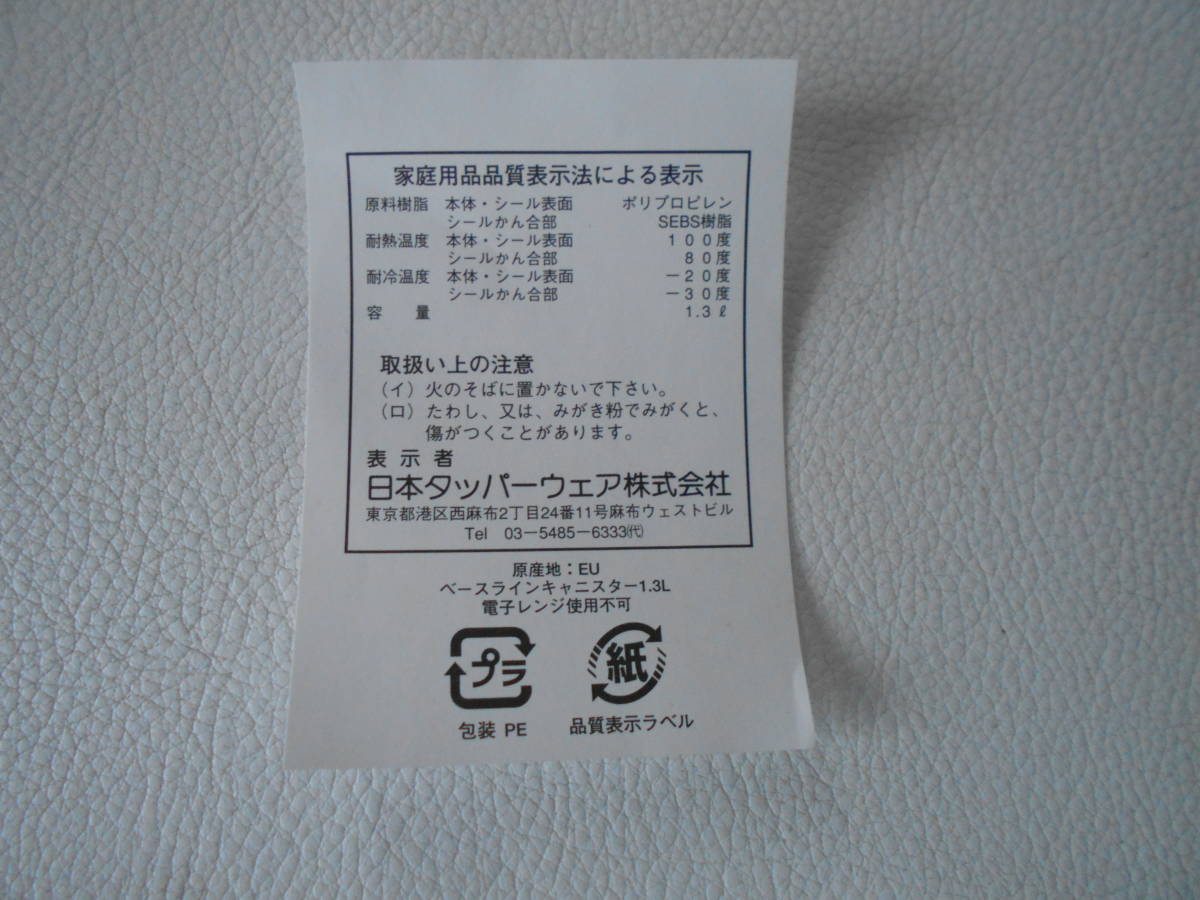 家庭用品品質表示法による表示
原料樹脂 本体・シール表面 ポリプロピレン
シールかん合部 SEBS樹脂
耐熱温度 本体・シール表面 100度
シールかん合部 80度
耐冷温度 本体・シール表面 −20度
シールかん合部 −30度
容 量 1.3ℓ
取扱い上の注意
(イ) 火のそばに置かないで下さい。
(ロ) たわし、又は、みがき粉でみがくと、
傷がつくことがあります。
表示者
日本タッパーウェア株式会社
東京都港区西麻布2丁目24番11号麻布ウェストビル
Tel 03−5485−6333㈹
原産地：EU
ベースラインキャニスター1.3L
電子レンジ使用不可
プラ 紙
包装 PE 品質表示ラベル